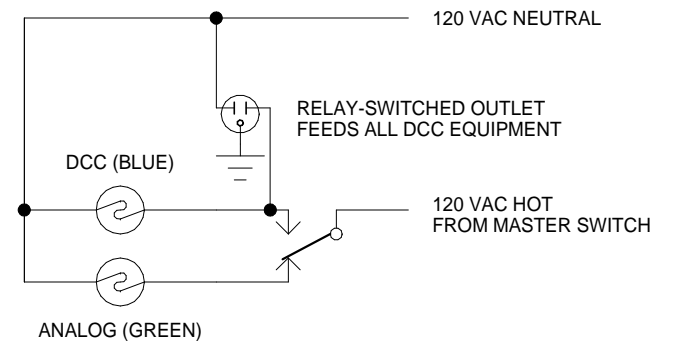 120 VAC NEUTRAL
RELAY-SWITCHED OUTLET
FEEDS ALL DCC EQUIPMENT
DCC (BLUE)
120 VAC HOT
FROM MASTER SWITCH
ANALOG (GREEN)